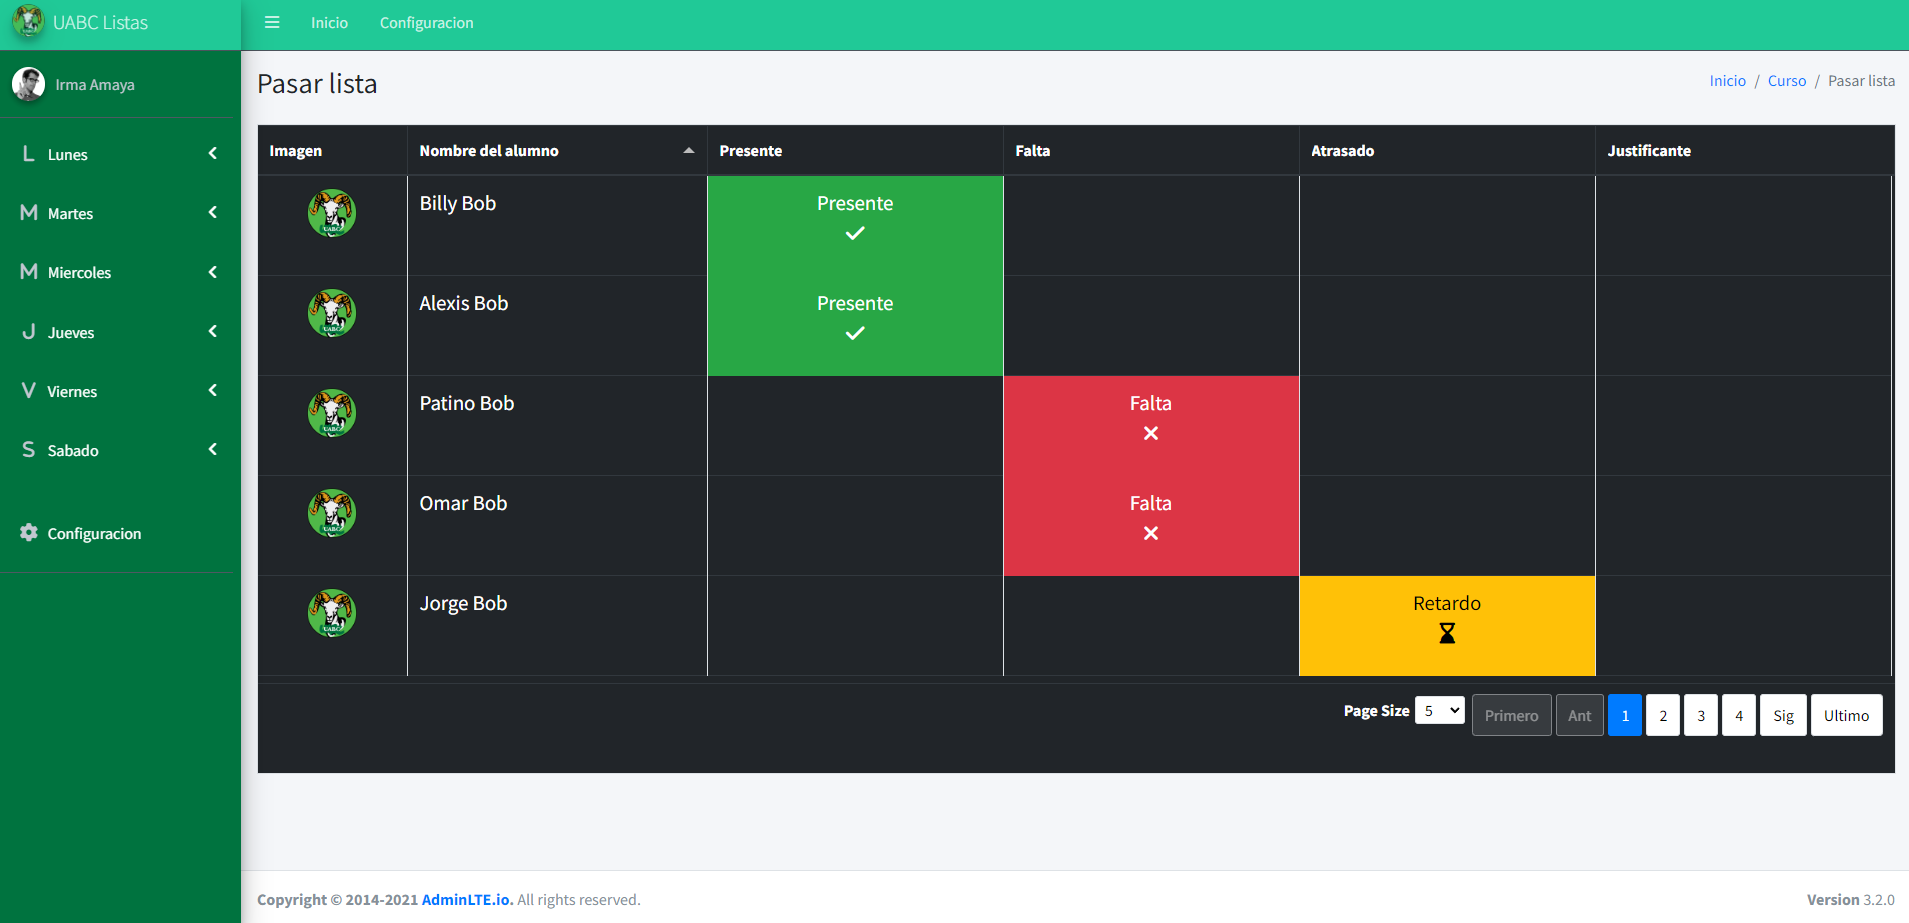 UABC Listas
Inicio
Configuracion
Irma Amaya
L Lunes
M Martes
M Miercoles
J Jueves
V Viernes
S Sabado
Configuracion
Pasar lista
Inicio / Curso / Pasar lista
Imagen Nombre del alumno Presente Falta Atrasado Justificante
UABC Billy Bob Presente
UABC Alexis Bob Presente
UABC Patino Bob Falta
UABC Omar Bob Falta
UABC Jorge Bob Retardo
Page Size 5 Primero Ant 1 2 3 4 Sig Ultimo
Copyright © 2014-2021 AdminLTE.io. All rights reserved.
Version 3.2.0